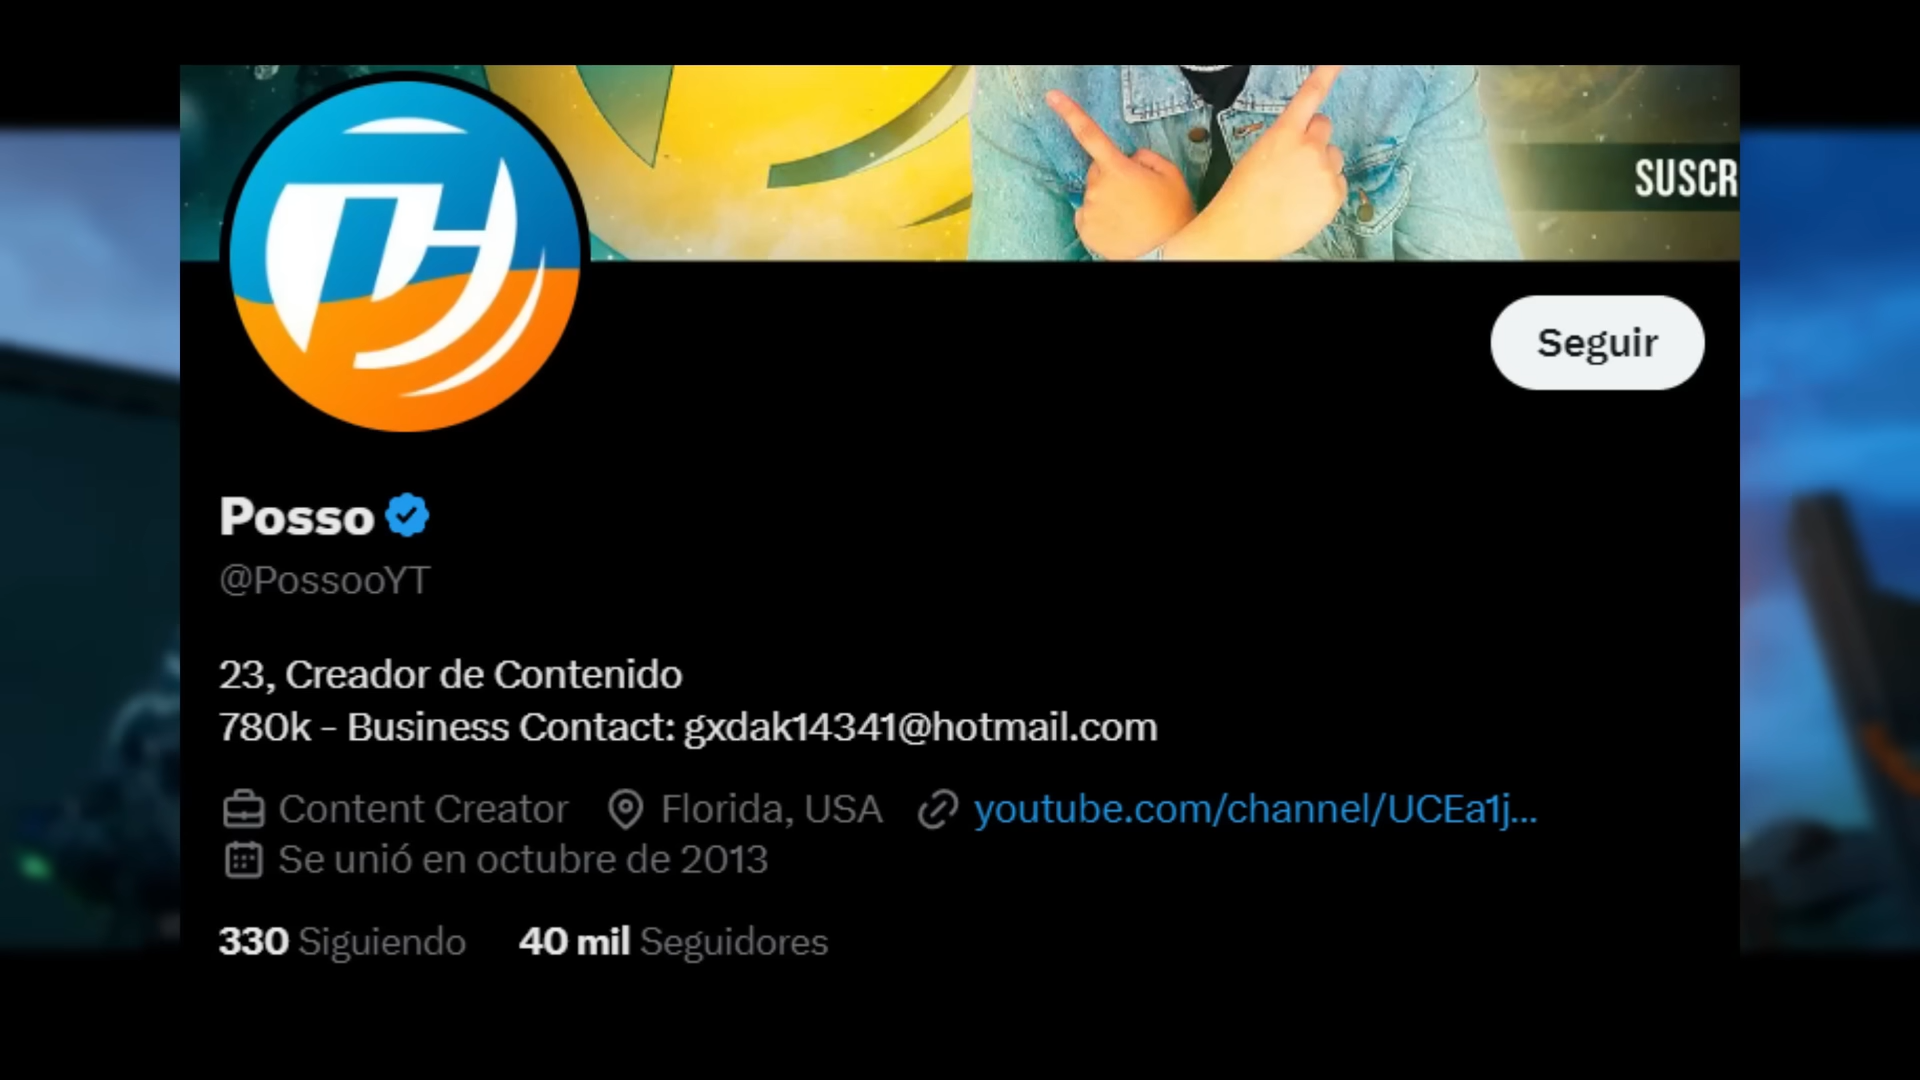 SUSCR
Seguir
Posso
@PossooYT
23, Creador de Contenido
780k - Business Contact: gxdak14341@hotmail.com
Content Creator Florida, USA youtube.com/channel/UCEa1j...
Se unió en octubre de 2013
330 Siguiendo 40 mil Seguidores